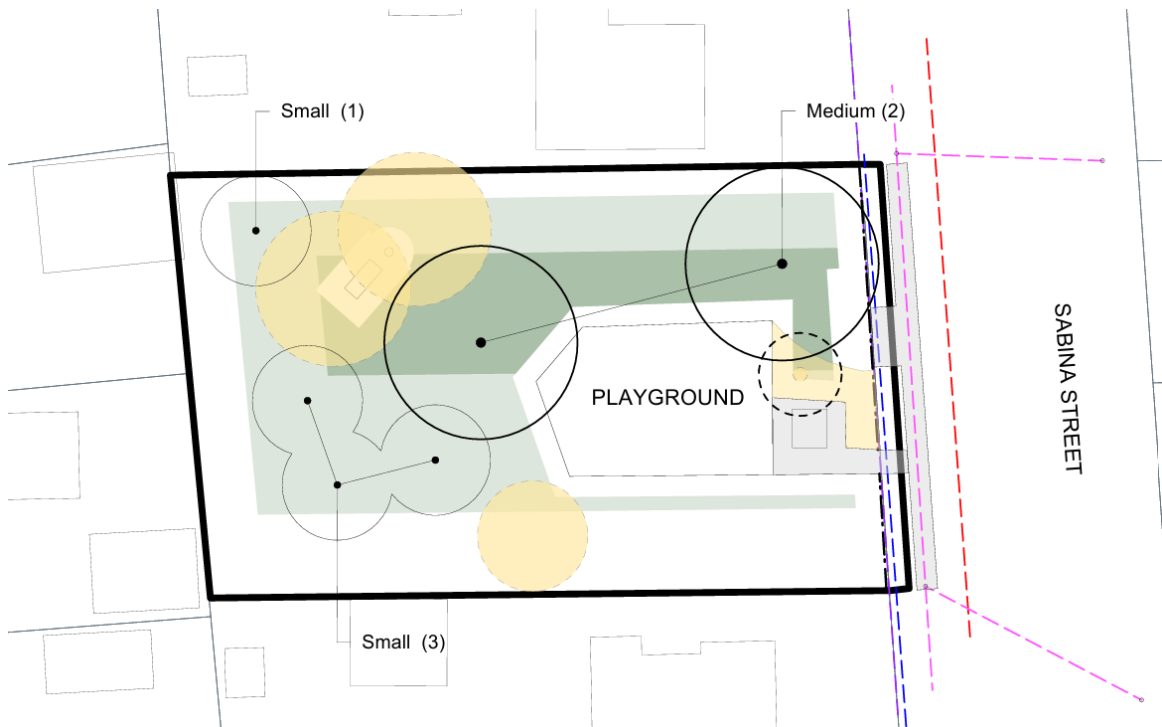 Small (1)
Medium (2)
PLAYGROUND
SABINA STREET
Small (3)